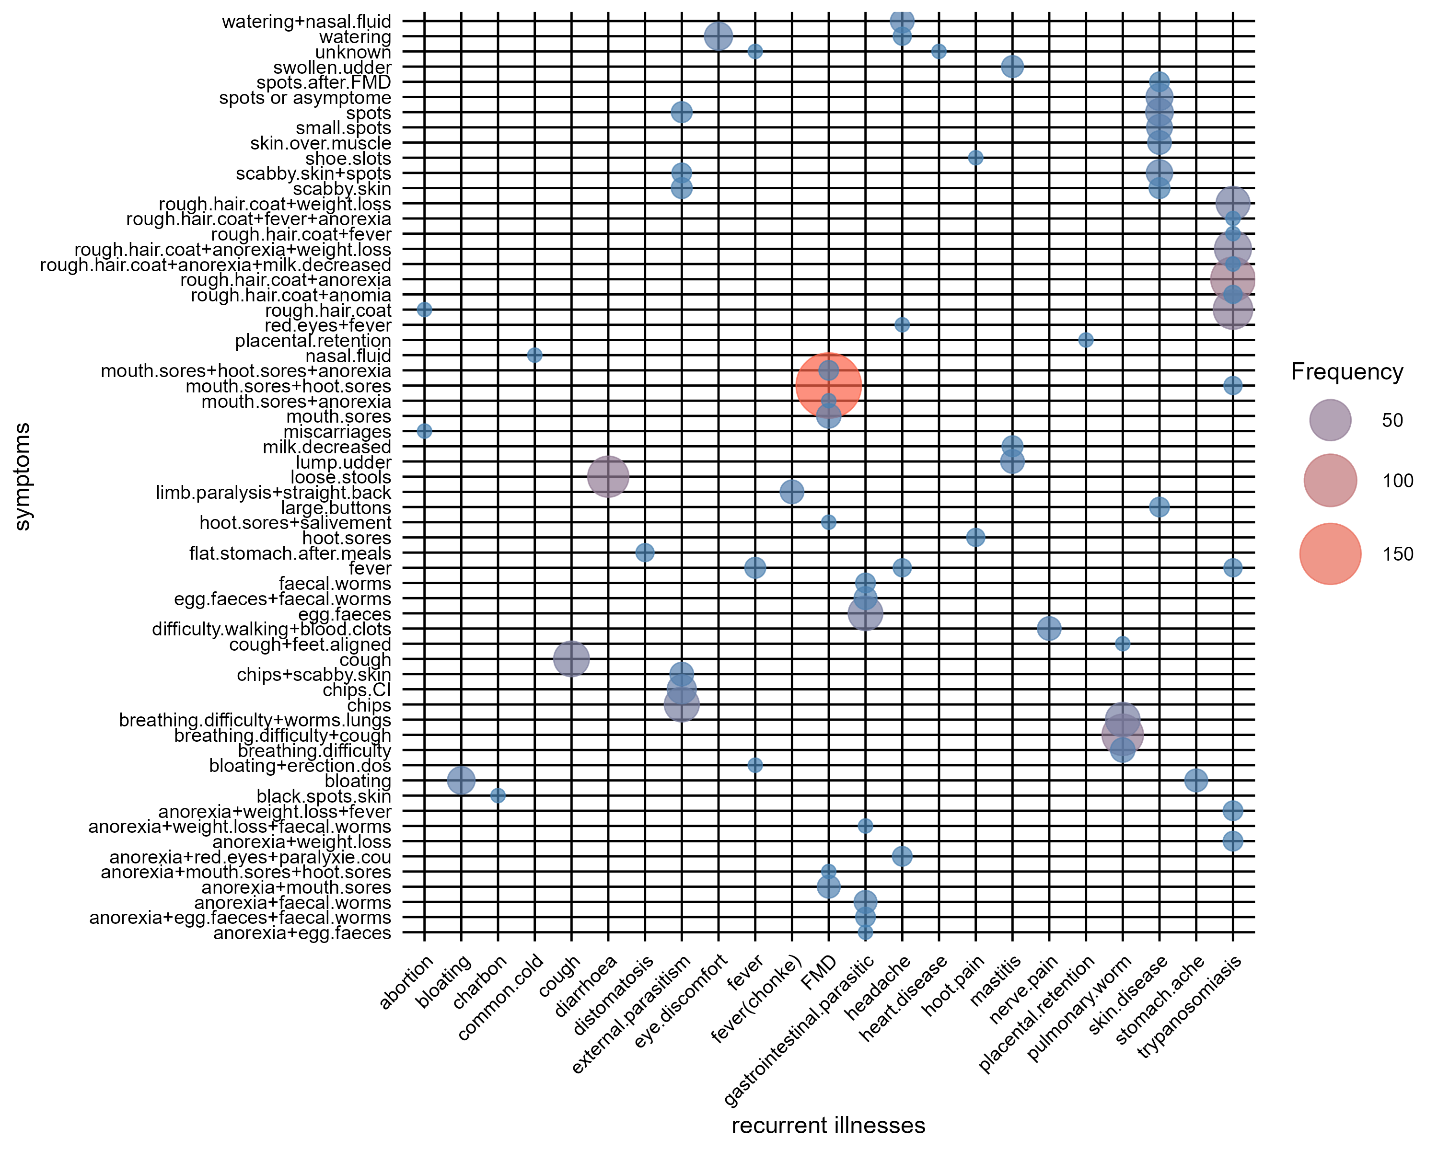 watering+nasal.fluid
watering
unknown
swollen.udder
spots.after.FMD
spots or asymptome
spots
small.spots
skin.over.muscle
shoe.slots
scabby.skin+spots
scabby.skin
rough.hair.coat+weight.loss
rough.hair.coat+fever+anorexia
rough.hair.coat+fever
rough.hair.coat+anorexia+weight.loss
rough.hair.coat+anorexia+milk.decreased
rough.hair.coat+anorexia
rough.hair.coat+anomia
rough.hair.coat
red.eyes+fever
placental.retention
nasal.fluid
mouth.sores+hoot.sores+anorexia
mouth.sores+hoot.sores
mouth.sores+anorexia
mouth.sores
miscarriages
milk.decreased
lump.udder
loose.stools
limb.paralysis+straight.back
large.buttons
hoot.sores+salivement
hoot.sores
flat.stomach.after.meals
fever
faecal.worms
egg.faeces+faecal.worms
egg.faeces
difficulty.walking+blood.clots
cough+feet.aligned
cough
chips+scabby.skin
chips.CI
chips
breathing.difficulty+worms.lungs
breathing.difficulty+cough
breathing.difficulty
bloating+erection.dos
bloating
black.spots.skin
anorexia+weight.loss+fever
anorexia+weight.loss+faecal.worms
anorexia+weight.loss
anorexia+red.eyes+paralyxie.cou
anorexia+mouth.sores+hoot.sores
anorexia+mouth.sores
anorexia+faecal.worms
anorexia+egg.faeces+faecal.worms
anorexia+egg.faeces
symptoms
abortion
bloating
charbon
common.cold
cough
diarrhoea
distomatosis
external.parasitism
eye.discomfort
fever
fever(chonke)
FMD
gastrointestinal.parasitic
headache
heart.disease
hoot.pain
mastitis
nerve.pain
placental.retention
pulmonary.worm
skin.disease
stomach.ache
trypanosomiasis
recurrent illnesses
Frequency
50
100
150